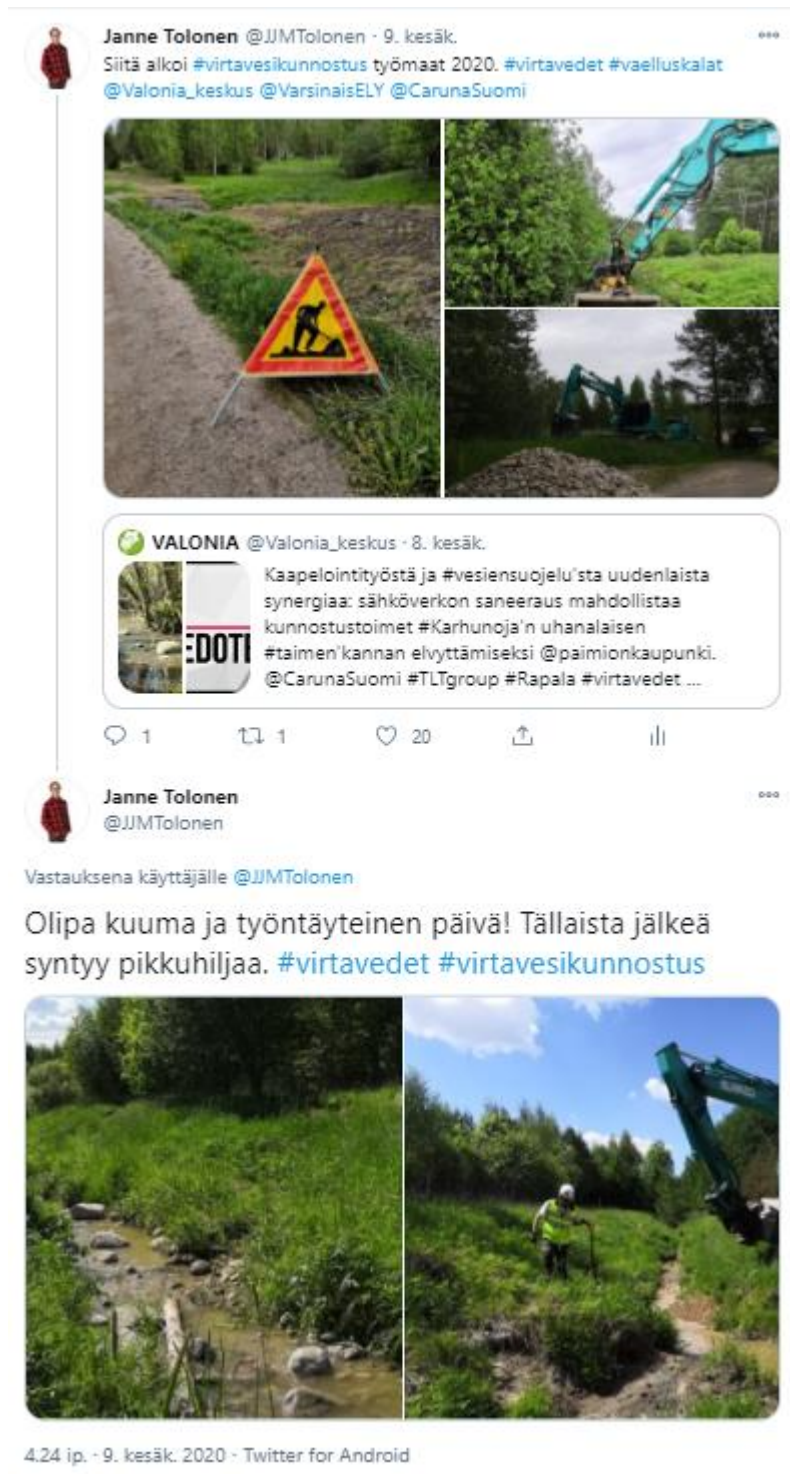 Janne Tolonen @JJMTolonen · 9. kesäk.
Siitä alkoi #virtavesikunnostus työmaat 2020. #virtavedet #vaelluskalat
@Valonia_keskus @VarsinaisELY @CarunaSuomi
VALONIA @Valonia_keskus · 8. kesäk.
Kaapelointityöstä ja #vesiensuojelu'sta uudenlaista
synergiaa: sähköverkon saneeraus mahdollistaa
kunnostustoimet #Karhunoja'n uhanalaisen
#taimen'kannan elvyttämiseksi @paimionkaupunki.
@CarunaSuomi #TLTgroup #Rapala #virtavedet ...
EDOTE
1 1 20
Janne Tolonen
@JJMTolonen
Vastauksena käyttäjälle @JJMTolonen
Olipa kuuma ja työntäyteinen päivä! Tällaista jälkeä
syntyy pikkuhiljaa. #virtavedet #virtavesikunnostus
4.24 ip. · 9. kesäk. 2020 · Twitter for Android